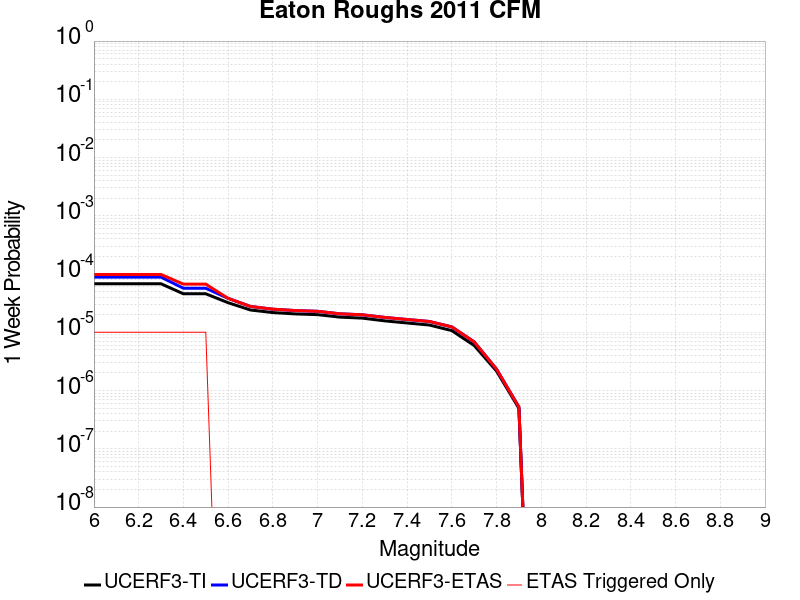 Eaton Roughs 2011 CFM
1 Week Probability
10 0
10 -1
10 -2
10 -3
10 -4
10 -5
10 -6
10 -7
10 -8
6 6.2 6.4 6.6 6.8 7 7.2 7.4 7.6 7.8 8 8.2 8.4 8.6 8.8 9
Magnitude
UCERF3-TI UCERF3-TD UCERF3-ETAS ETAS Triggered Only